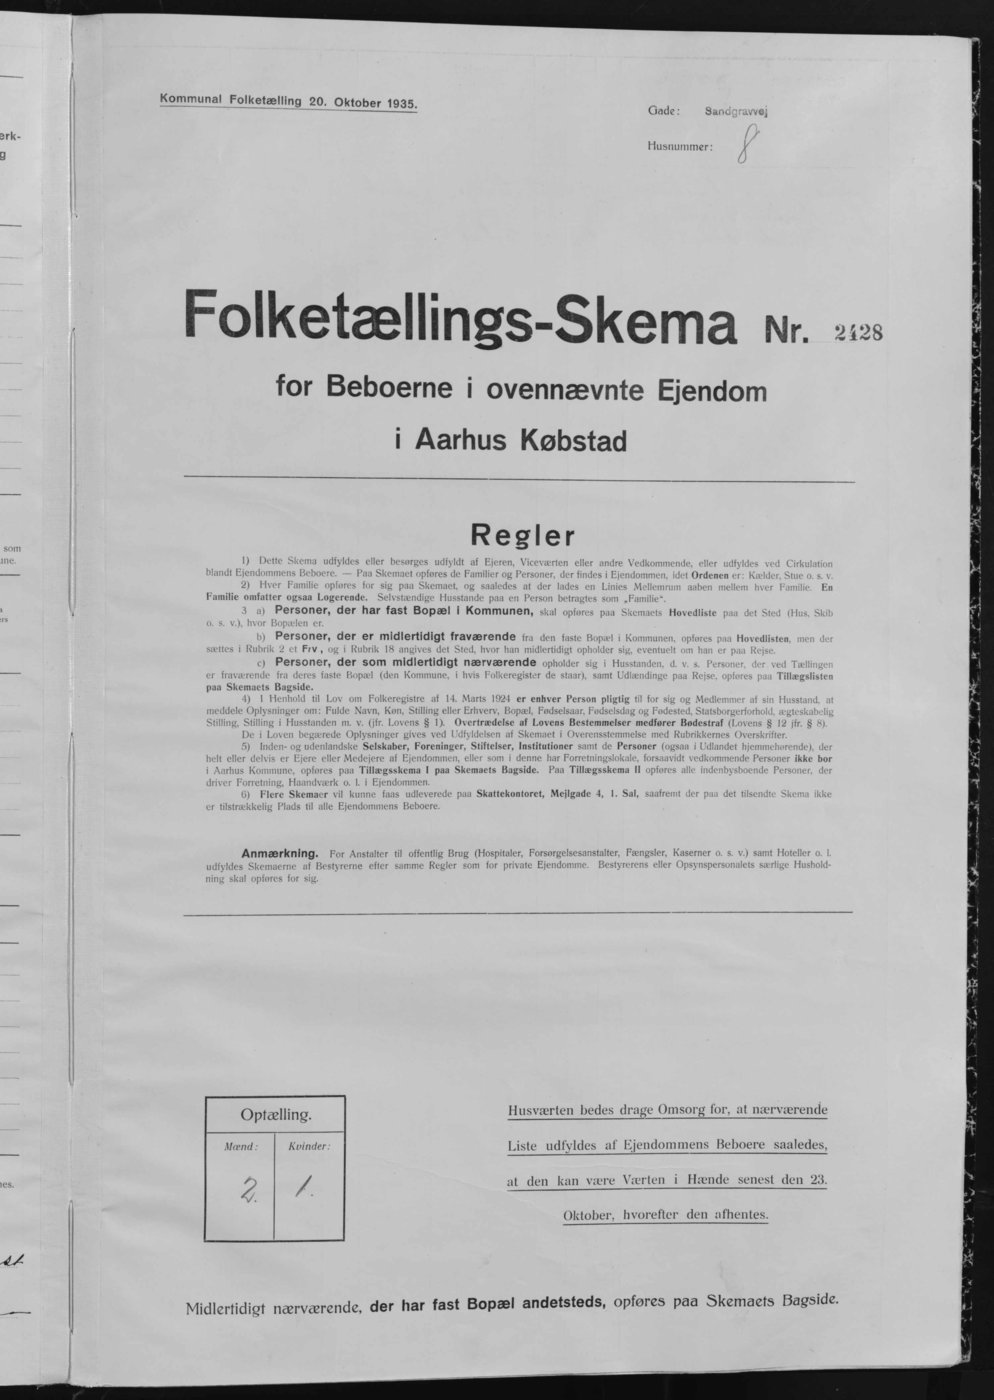 Kommunal Folketælling 20. Oktober 1935.
Gade: Sandgravvej
Husnummer: 8
Folketællings-Skema Nr. 2428
for Beboerne i ovennævnte Ejendom
i Aarhus Købstad
Regler
1) Dette Skema udfyldes eller besørges udfyldt af Ejeren, Viceværten eller andre Vedkommende, eller udfyldes ved Cirkulation
blandt Ejendommens Beboere. — Paa Skemaet opføres de Familier og Personer, der findes i Ejendommen, idet Ordenen er: Kælder, Stue o. s. v.
2) Hver Familie opføres for sig paa Skemaet, og saaledes at der lades en Linies Mellemrum aaben mellem hver Familie. En
Familie omfatter ogsaa Logerende. Selvstændige Husstande paa en Person betragtes som „Familie“.
3 a) Personer, der har fast Bopæl i Kommunen, skal opføres paa Skemaets Hovedliste paa det Sted (Hus, Skib
o. s. v.), hvor Bopælen er.
b) Personer, der er midlertidigt fraværende fra den faste Bopæl i Kommunen, opføres paa Hovedlisten, men der
sættes i Rubrik 2 et Frv, og i Rubrik 18 angives det Sted, hvor han midlertidigt opholder sig, eventuelt om han er paa Rejse.
c) Personer, der som midlertidigt nærværende opholder sig i Husstanden, d. v. s. Personer, der ved Tællingen
er fraværende fra deres faste Bopæl (den Kommune, i hvis Folkeregister de staar), samt Udlændinge paa Rejse, opføres paa Tillægslisten
paa Skemaets Bagside.
4) I Henhold til Lov om Folkeregistre af 14. Marts 1924 er enhver Person pligtig til for sig og Medlemmer af sin Husstand, at
meddele Oplysninger om: Fulde Navn, Køn, Stilling eller Erhverv, Bopæl, Fødselsaar, Fødselsdag og Fødested, Statsborgerforhold, ægteskabelig
Stilling, Stilling i Husstanden m. v. (jfr. Lovens § 1). Overtrædelse af Lovens Bestemmelser medfører Bødestraf (Lovens § 12 jfr. § 8).
De i Loven begærede Oplysninger gives ved Udfyldelsen af Skemaet i Overensstemmelse med Rubrikkernes Overskrifter.
5) Inden- og udenlandske Selskaber, Foreninger, Stiftelser, Institutioner samt de Personer (ogsaa i Udlandet hjemmehørende), der
helt eller delvis er Ejere eller Medejere af Ejendommen, eller som i denne har Forretningslokale, forsaavidt vedkommende Personer ikke bor
i Aarhus Kommune, opføres paa Tillægsskema I paa Skemaets Bagside. Paa Tillægsskema II opføres alle indenbysboende Personer, der
driver Forretning, Haandværk o. l. i Ejendommen.
6) Flere Skemaer vil kunne faas udleverede paa Skattekontoret, Mejlgade 4, 1. Sal, saafremt der paa det tilsendte Skema ikke
er tilstrækkelig Plads til alle Ejendommens Beboere.
Anmærkning. For Anstalter til offentlig Brug (Hospitaler, Forsørgelsesanstalter, Fængsler, Kaserner o. s. v.) samt Hoteller o. l.
udfyldes Skemaerne af Bestyrerne efter samme Regler som for private Ejendomme. Bestyrerens eller Opsynspersonalets særlige Hushold-
ning skal opføres for sig.
Optælling.
Mænd: Kvinder:
2. 1.
Husværten bedes drage Omsorg for, at nærværende
Liste udfyldes af Ejendommens Beboere saaledes,
at den kan være Værten i Hænde senest den 23.
Oktober, hvorefter den afhentes.
Midlertidigt nærværende, der har fast Bopæl andetsteds, opføres paa Skemaets Bagside.